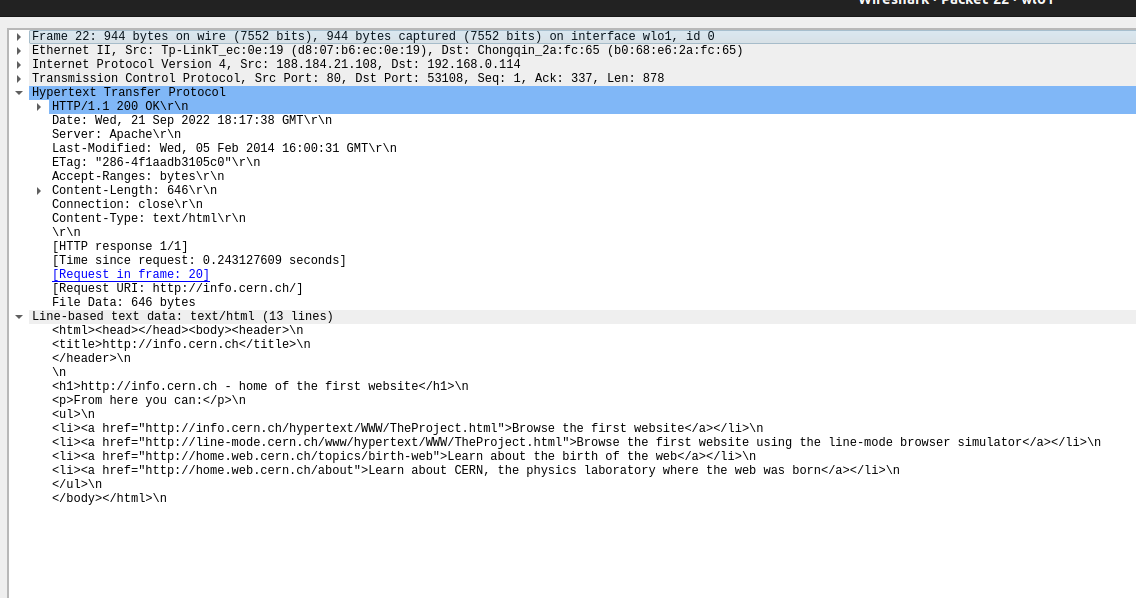 Wireshark · Packet 22 · wlo1
Frame 22: 944 bytes on wire (7552 bits), 944 bytes captured (7552 bits) on interface wlo1, id 0
Ethernet II, Src: Tp-LinkT_ec:0e:19 (d8:07:b6:ec:0e:19), Dst: Chongqin_2a:fc:65 (b0:68:e6:2a:fc:65)
Internet Protocol Version 4, Src: 188.184.21.108, Dst: 192.168.0.114
Transmission Control Protocol, Src Port: 80, Dst Port: 53108, Seq: 1, Ack: 337, Len: 878
Hypertext Transfer Protocol
HTTP/1.1 200 OK\r\n
Date: Wed, 21 Sep 2022 18:17:38 GMT\r\n
Server: Apache\r\n
Last-Modified: Wed, 05 Feb 2014 16:00:31 GMT\r\n
ETag: "286-4f1aadb3105c0"\r\n
Accept-Ranges: bytes\r\n
Content-Length: 646\r\n
Connection: close\r\n
Content-Type: text/html\r\n
\r\n
[HTTP response 1/1]
[Time since request: 0.243127609 seconds]
[Request in frame: 20]
[Request URI: http://info.cern.ch/]
File Data: 646 bytes
Line-based text data: text/html (13 lines)
<html><head></head><body><header>\n
<title>http://info.cern.ch</title>\n
</header>\n
\n
<h1>http://info.cern.ch - home of the first website</h1>\n
<p>From here you can:</p>\n
<ul>\n
<li><a href="http://info.cern.ch/hypertext/WWW/TheProject.html">Browse the first website</a></li>\n
<li><a href="http://line-mode.cern.ch/www/hypertext/WWW/TheProject.html">Browse the first website using the line-mode browser simulator</a></li>\n
<li><a href="http://home.web.cern.ch/topics/birth-web">Learn about the birth of the web</a></li>\n
<li><a href="http://home.web.cern.ch/about">Learn about CERN, the physics laboratory where the web was born</a></li>\n
</ul>\n
</body></html>\n